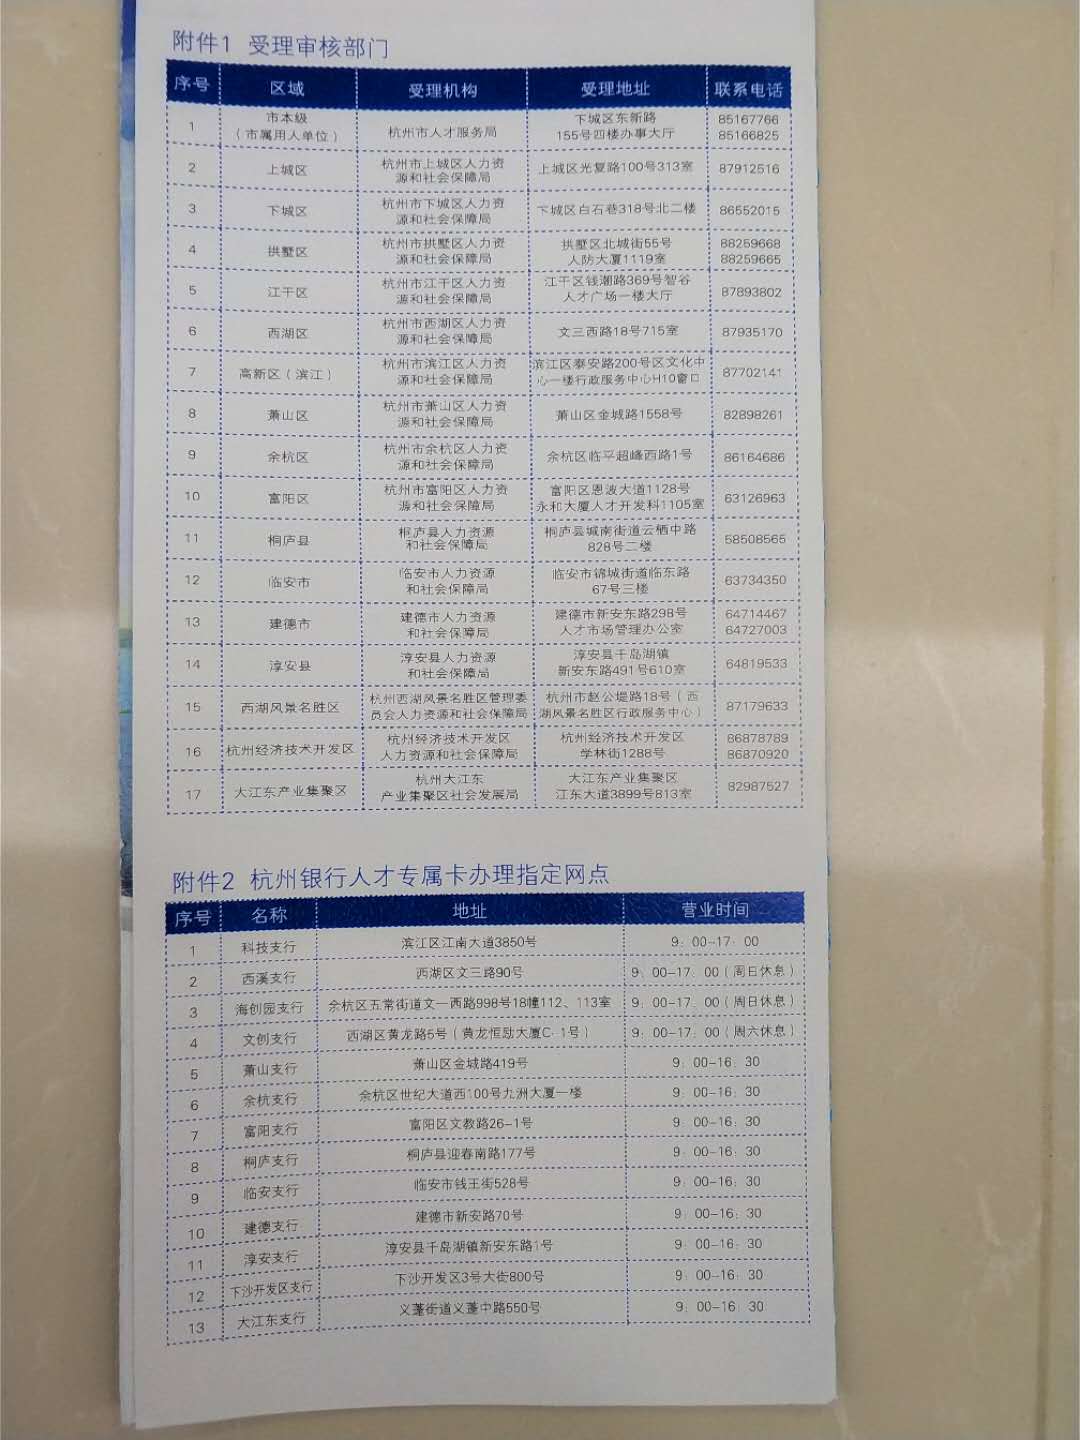 附件1 受理审核部门
序号 区域 受理机构 受理地址 联系电话
1 市本级（市属用人单位） 杭州市人才服务局 下城区东新路155号四楼办事大厅 85167766 85166825
2 上城区 杭州市上城区人力资源和社会保障局 上城区光复路100号313室 87912516
3 下城区 杭州市下城区人力资源和社会保障局 下城区白石巷318号北二楼 86552015
4 拱墅区 杭州市拱墅区人力资源和社会保障局 拱墅区北城街55号人防大厦1119室 88259668 88259665
5 江干区 杭州市江干区人力资源和社会保障局 江干区钱潮路369号智谷人才广场一楼大厅 87893802
6 西湖区 杭州市西湖区人力资源和社会保障局 文三西路18号715室 87935170
7 高新区（滨江） 杭州市滨江区人力资源和社会保障局 滨江区泰安路200号区文化中心一楼行政服务中心H10窗口 87702141
8 萧山区 杭州市萧山区人力资源和社会保障局 萧山区金城路1558号 82898261
9 余杭区 杭州市余杭区人力资源和社会保障局 余杭区临平超峰西路1号 86164686
10 富阳区 杭州市富阳区人力资源和社会保障局 富阳区恩波大道1128号永和大厦人才开发科1105室 63126963
11 桐庐县 桐庐县人力资源和社会保障局 桐庐县城南街道云栖中路828号二楼 58508565
12 临安市 临安市人力资源和社会保障局 临安市锦城街道临东路67号三楼 63734350
13 建德市 建德市人力资源和社会保障局 建德市新安东路298号人才市场管理办公室 64714467 64727003
14 淳安县 淳安县人力资源和社会保障局 淳安县千岛湖镇新安东路491号610室 64819533
15 西湖风景名胜区 杭州西湖风景名胜区管理委员会人力资源和社会保障局 杭州市赵公堤路18号（西湖风景名胜区行政服务中心） 87179633
16 杭州经济技术开发区 杭州经济技术开发区人力资源和社会保障局 杭州经济技术开发区学林街1288号 86878789 86870920
17 大江东产业集聚区 杭州大江东产业集聚区社会发展局 大江东产业集聚区江东大道3899号813室 82987527
附件2 杭州银行人才专属卡办理指定网点
序号 名称 地址 营业时间
1 科技支行 滨江区江南大道3850号 9：00-17：00
2 西溪支行 西湖区文三路90号 9：00-17：00（周日休息）
3 海创园支行 余杭区五常街道文一西路998号18幢112、113室 9：00-17：00（周日休息）
4 文创支行 西湖区黄龙路5号（黄龙恒励大厦C-1号） 9：00-17：00（周六休息）
5 萧山支行 萧山区金城路419号 9：00-16：30
6 余杭支行 余杭区世纪大道西100号九洲大厦一楼 9：00-16：30
7 富阳支行 富阳区文教路26-1号 9：00-16：30
8 桐庐支行 桐庐县迎春南路177号 9：00-16：30
9 临安支行 临安市钱王街528号 9：00-16：30
10 建德支行 建德市新安路70号 9：00-16：30
11 淳安支行 淳安县千岛湖镇新安东路1号 9：00-16：30
12 下沙开发区支行 下沙开发区3号大街800号 9：00-16：30
13 大江东支行 义蓬街道义蓬中路550号 9：00-16：30